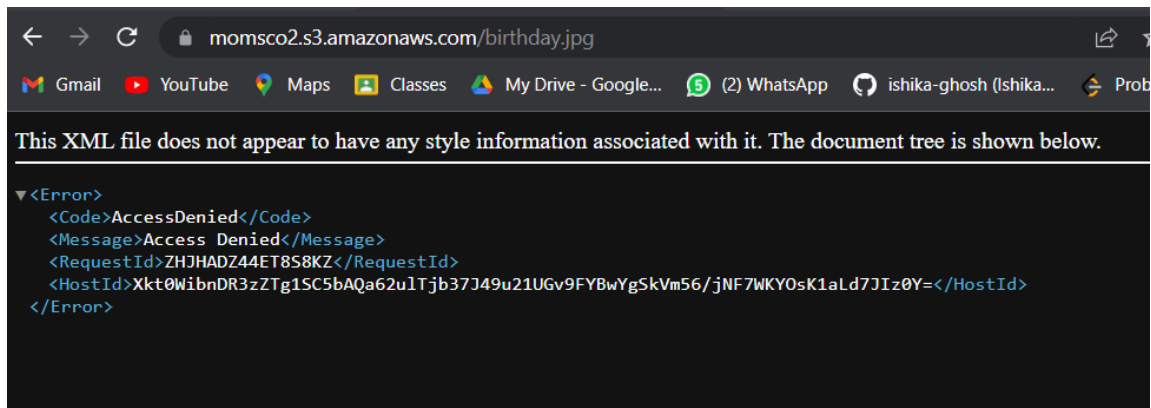 momsco2.s3.amazonaws.com/birthday.jpg
Gmail YouTube Maps Classes My Drive - Google... (2) WhatsApp ishika-ghosh (Ishika... Prob
This XML file does not appear to have any style information associated with it. The document tree is shown below.
▼<Error>
<Code>AccessDenied</Code>
<Message>Access Denied</Message>
<RequestId>ZHJHADZ44ET8S8KZ</RequestId>
<HostId>Xkt0WibnDR3zZTg1SC5bAQa62ulTjb37J49u21UGv9FYBwYgSkVm56/jNF7WKYOsK1aLd7JIz0Y=</HostId>
</Error>